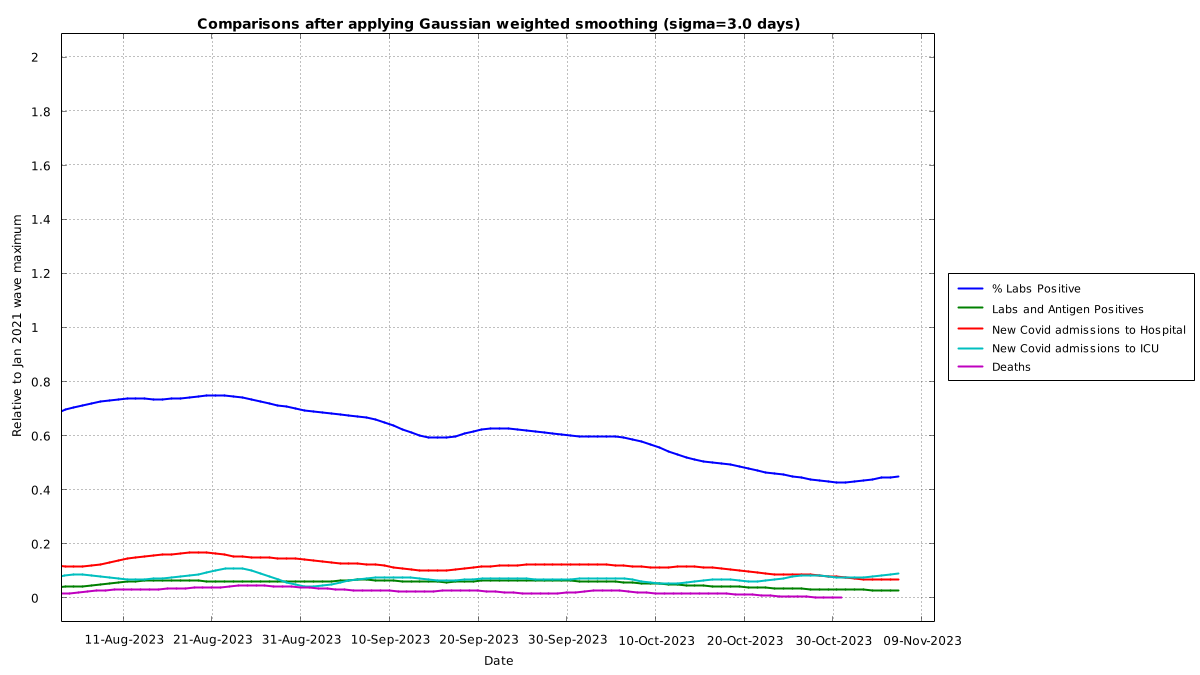 Comparisons after applying Gaussian weighted smoothing (sigma=3.0 days)
2
1.8
1.6
1.4
1.2
1
0.8
0.6
0.4
0.2
0
Relative to Jan 2021 wave maximum
11-Aug-2023 21-Aug-2023 31-Aug-2023 10-Sep-2023 20-Sep-2023 30-Sep-2023 10-Oct-2023 20-Oct-2023 30-Oct-2023 09-Nov-2023
Date
% Labs Positive
Labs and Antigen Positives
New Covid admissions to Hospital
New Covid admissions to ICU
Deaths